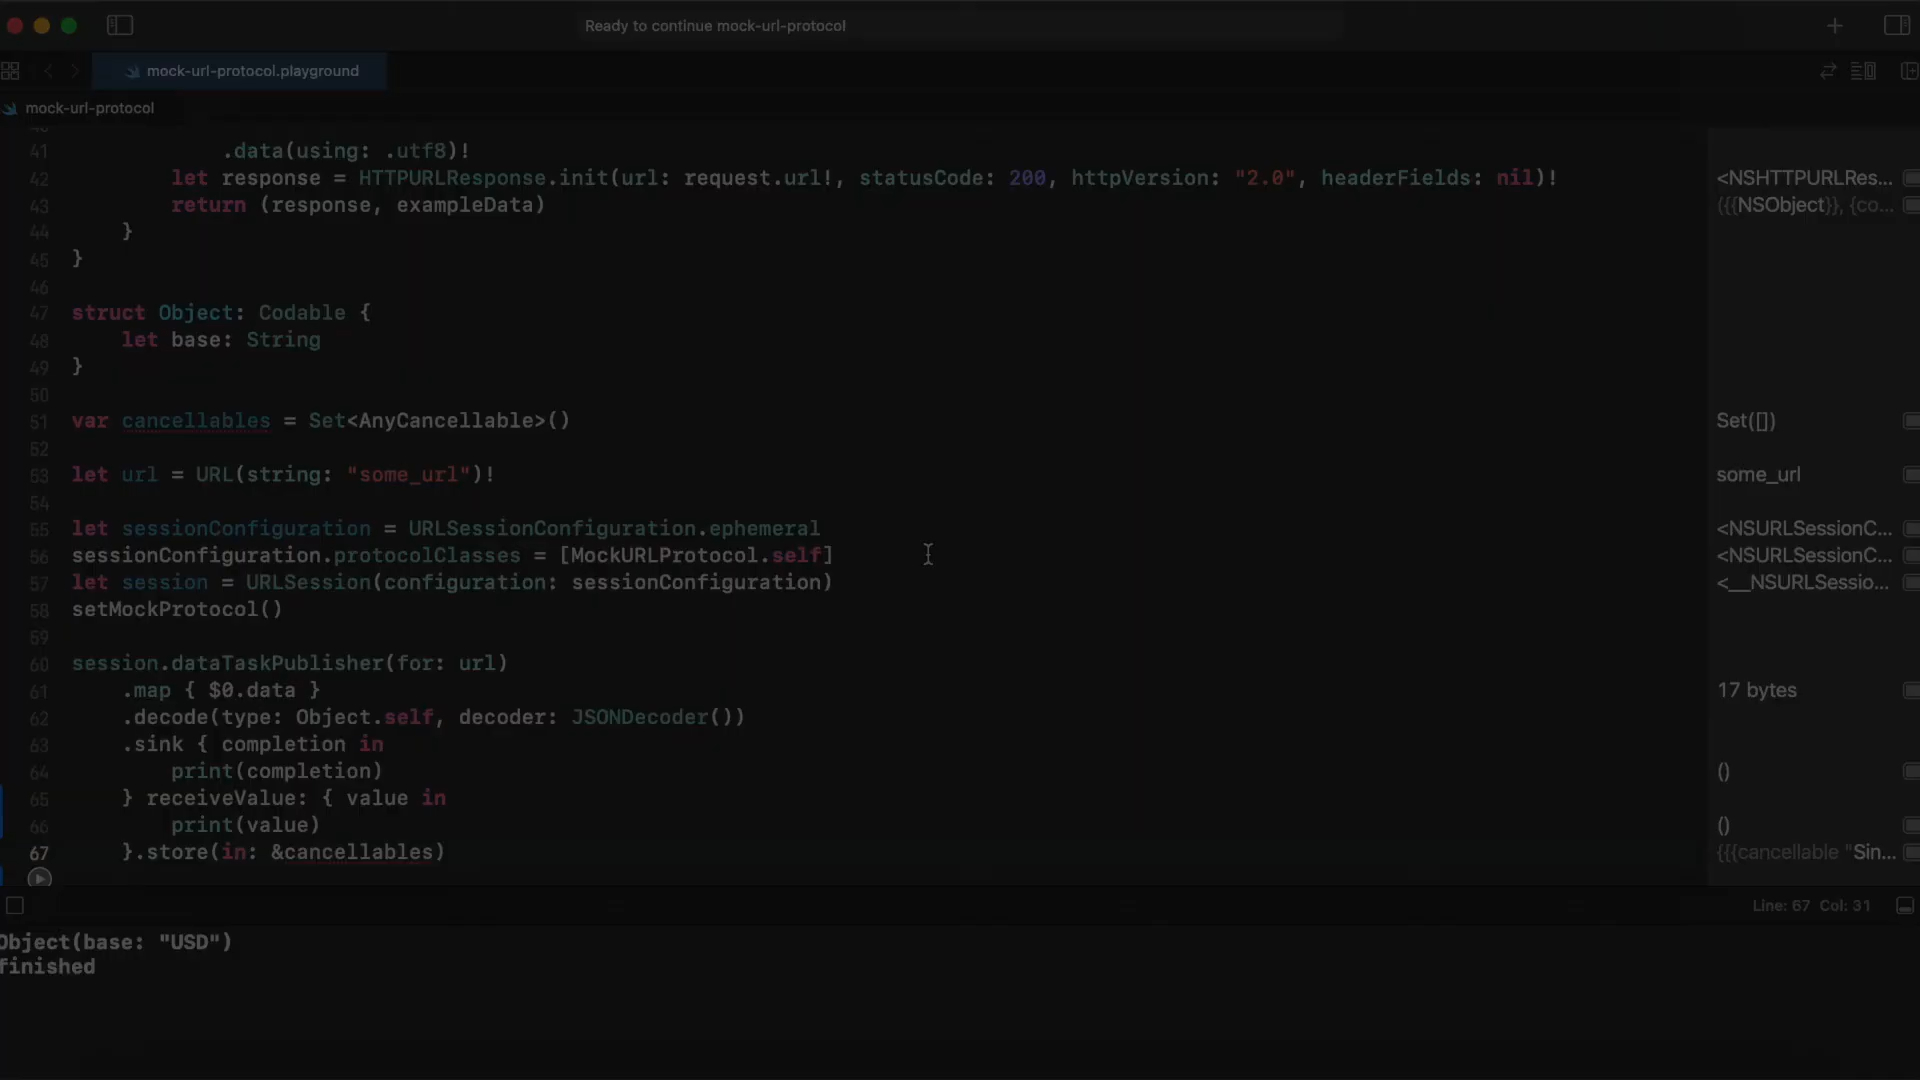 Ready to continue mock-url-protocol
mock-url-protocol.playground
mock-url-protocol
41 .data(using: .utf8)!
42 let response = HTTPURLResponse.init(url: request.url!, statusCode: 200, httpVersion: "2.0", headerFields: nil)! <NSHTTPURLRes...
43 return (response, exampleData) ({{NSObject}}, {co...
44 }
45 }
46
47 struct Object: Codable {
48 let base: String
49 }
50
51 var cancellables = Set<AnyCancellable>() Set([])
52
53 let url = URL(string: "some_url")! some_url
54
55 let sessionConfiguration = URLSessionConfiguration.ephemeral <NSURLSessionC...
56 sessionConfiguration.protocolClasses = [MockURLProtocol.self] <NSURLSessionC...
57 let session = URLSession(configuration: sessionConfiguration) <__NSURLSessio...
58 setMockProtocol()
59
60 session.dataTaskPublisher(for: url)
61 .map { $0.data } 17 bytes
62 .decode(type: Object.self, decoder: JSONDecoder())
63 .sink { completion in
64 print(completion) ()
65 } receiveValue: { value in
66 print(value) ()
67 }.store(in: &cancellables) {{{cancellable "Sin...
Line: 67 Col: 31
Object(base: "USD")
finished